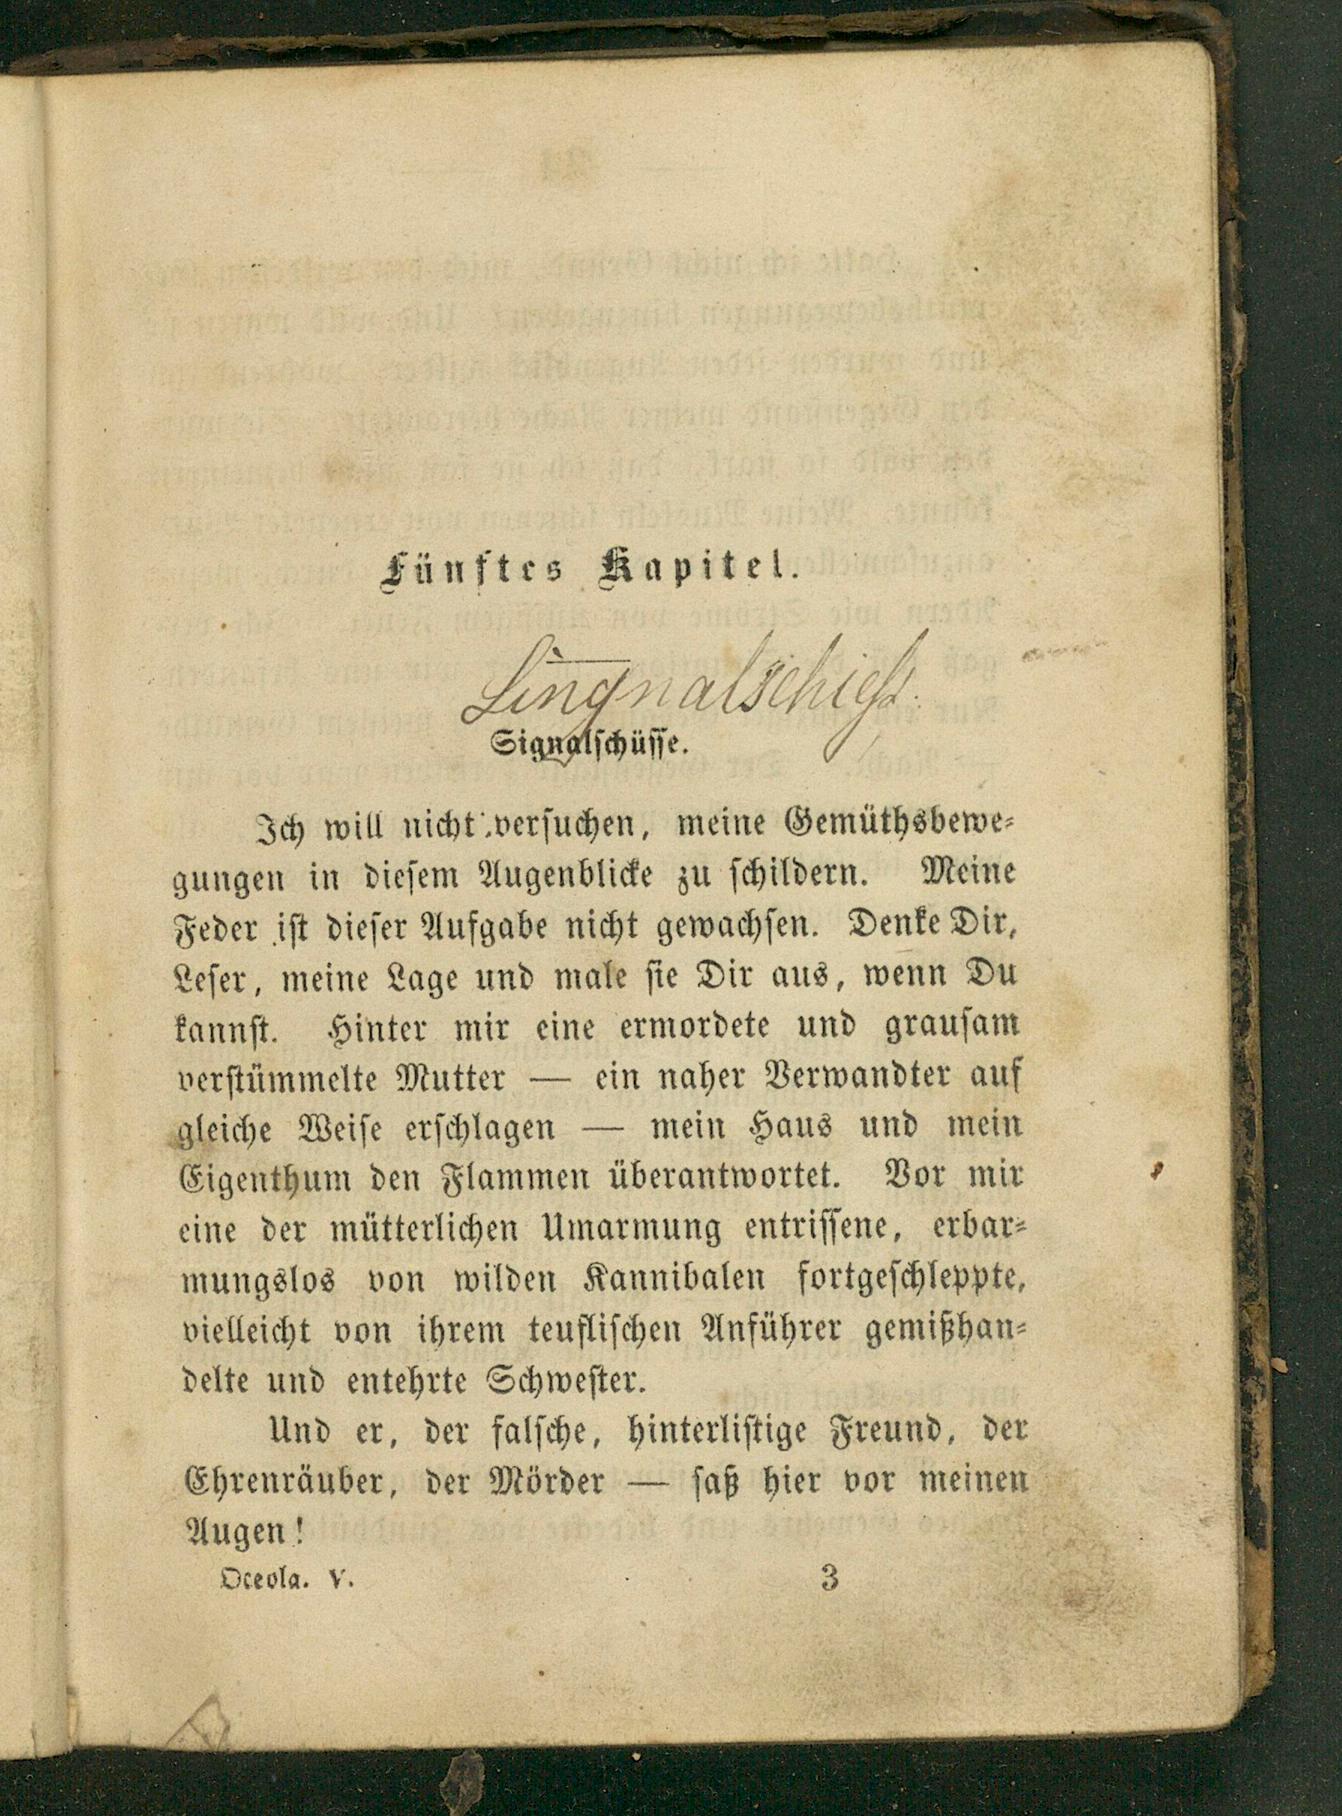 Fünftes Kapitel.
Signalschüsse.
Ich will nicht versuchen, meine Gemüthsbewe-
gungen in diesem Augenblicke zu schildern. Meine
Feder ist dieser Aufgabe nicht gewachsen. Denke Dir,
Leser, meine Lage und male sie Dir aus, wenn Du
kannst. Hinter mir eine ermordete und grausam
verstümmelte Mutter — ein naher Verwandter auf
gleiche Weise erschlagen — mein Haus und mein
Eigenthum den Flammen überantwortet. Vor mir
eine der mütterlichen Umarmung entrissene, erbar-
mungslos von wilden Kannibalen fortgeschleppte,
vielleicht von ihrem teuflischen Anführer gemißhan-
delte und entehrte Schwester.
Und er, der falsche, hinterlistige Freund, der
Ehrenräuber, der Mörder — saß hier vor meinen
Augen!
Oceola. V. 3